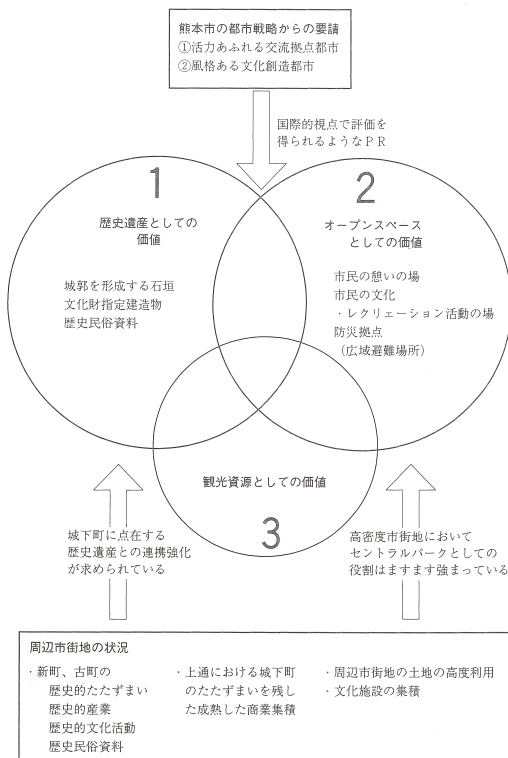 熊本市の都市戦略からの要請
①活力あふれる交流拠点都市
②風格ある文化創造都市
国際的視点で評価を
得られるようなＰＲ
1
歴史遺産としての
価値
城郭を形成する石垣
文化財指定建造物
歴史民俗資料
2
オープンスペース
としての価値
市民の憩いの場
市民の文化
・レクリエーション活動の場
防災拠点
（広域避難場所）
観光資源としての価値
3
城下町に点在する
歴史遺産との連携強化
が求められている
高密度市街地において
セントラルパークとしての
役割はますます強まっている
周辺市街地の状況
・新町、古町の
歴史的たたずまい
歴史的産業
歴史的文化活動
歴史民俗資料
・上通における城下町
のたたずまいを残し
た成熟した商業集積
・周辺市街地の土地の高度利用
・文化施設の集積